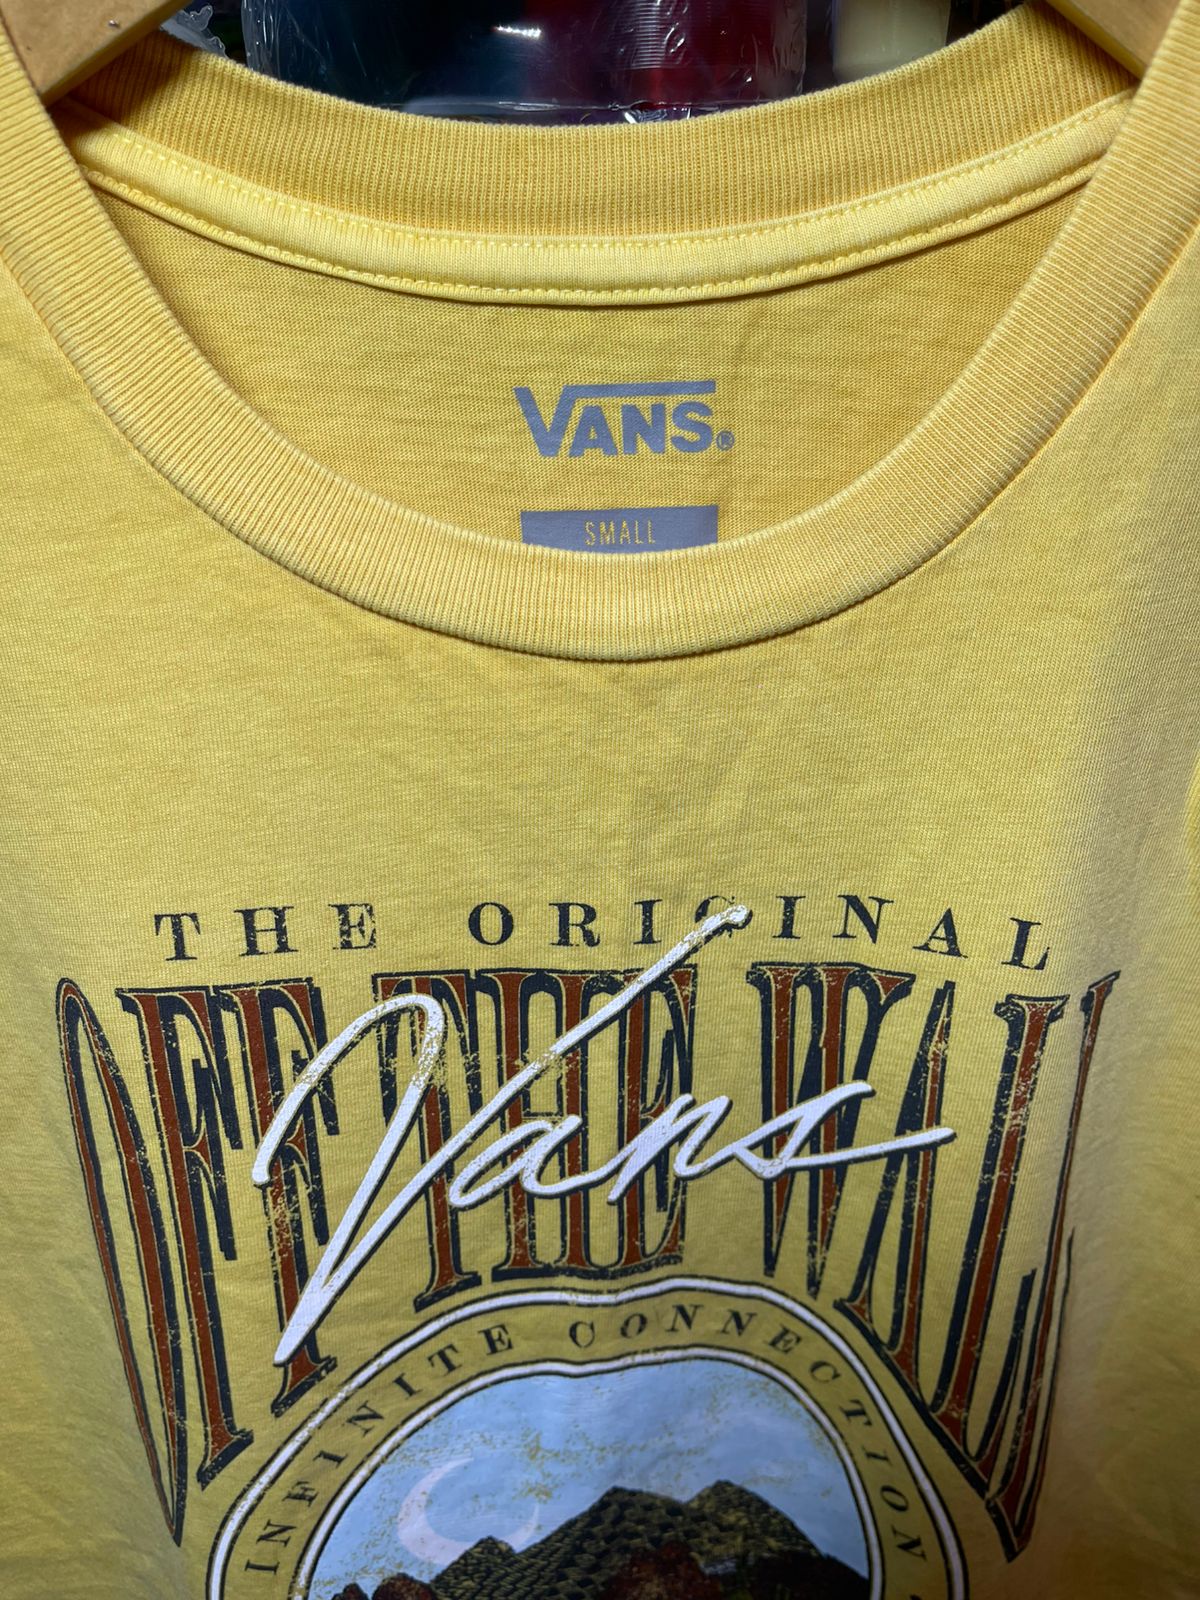 VANS®
SMALL
THE ORIGINAL
OFF THE WALL
Vans
INFINITE CONNECTION